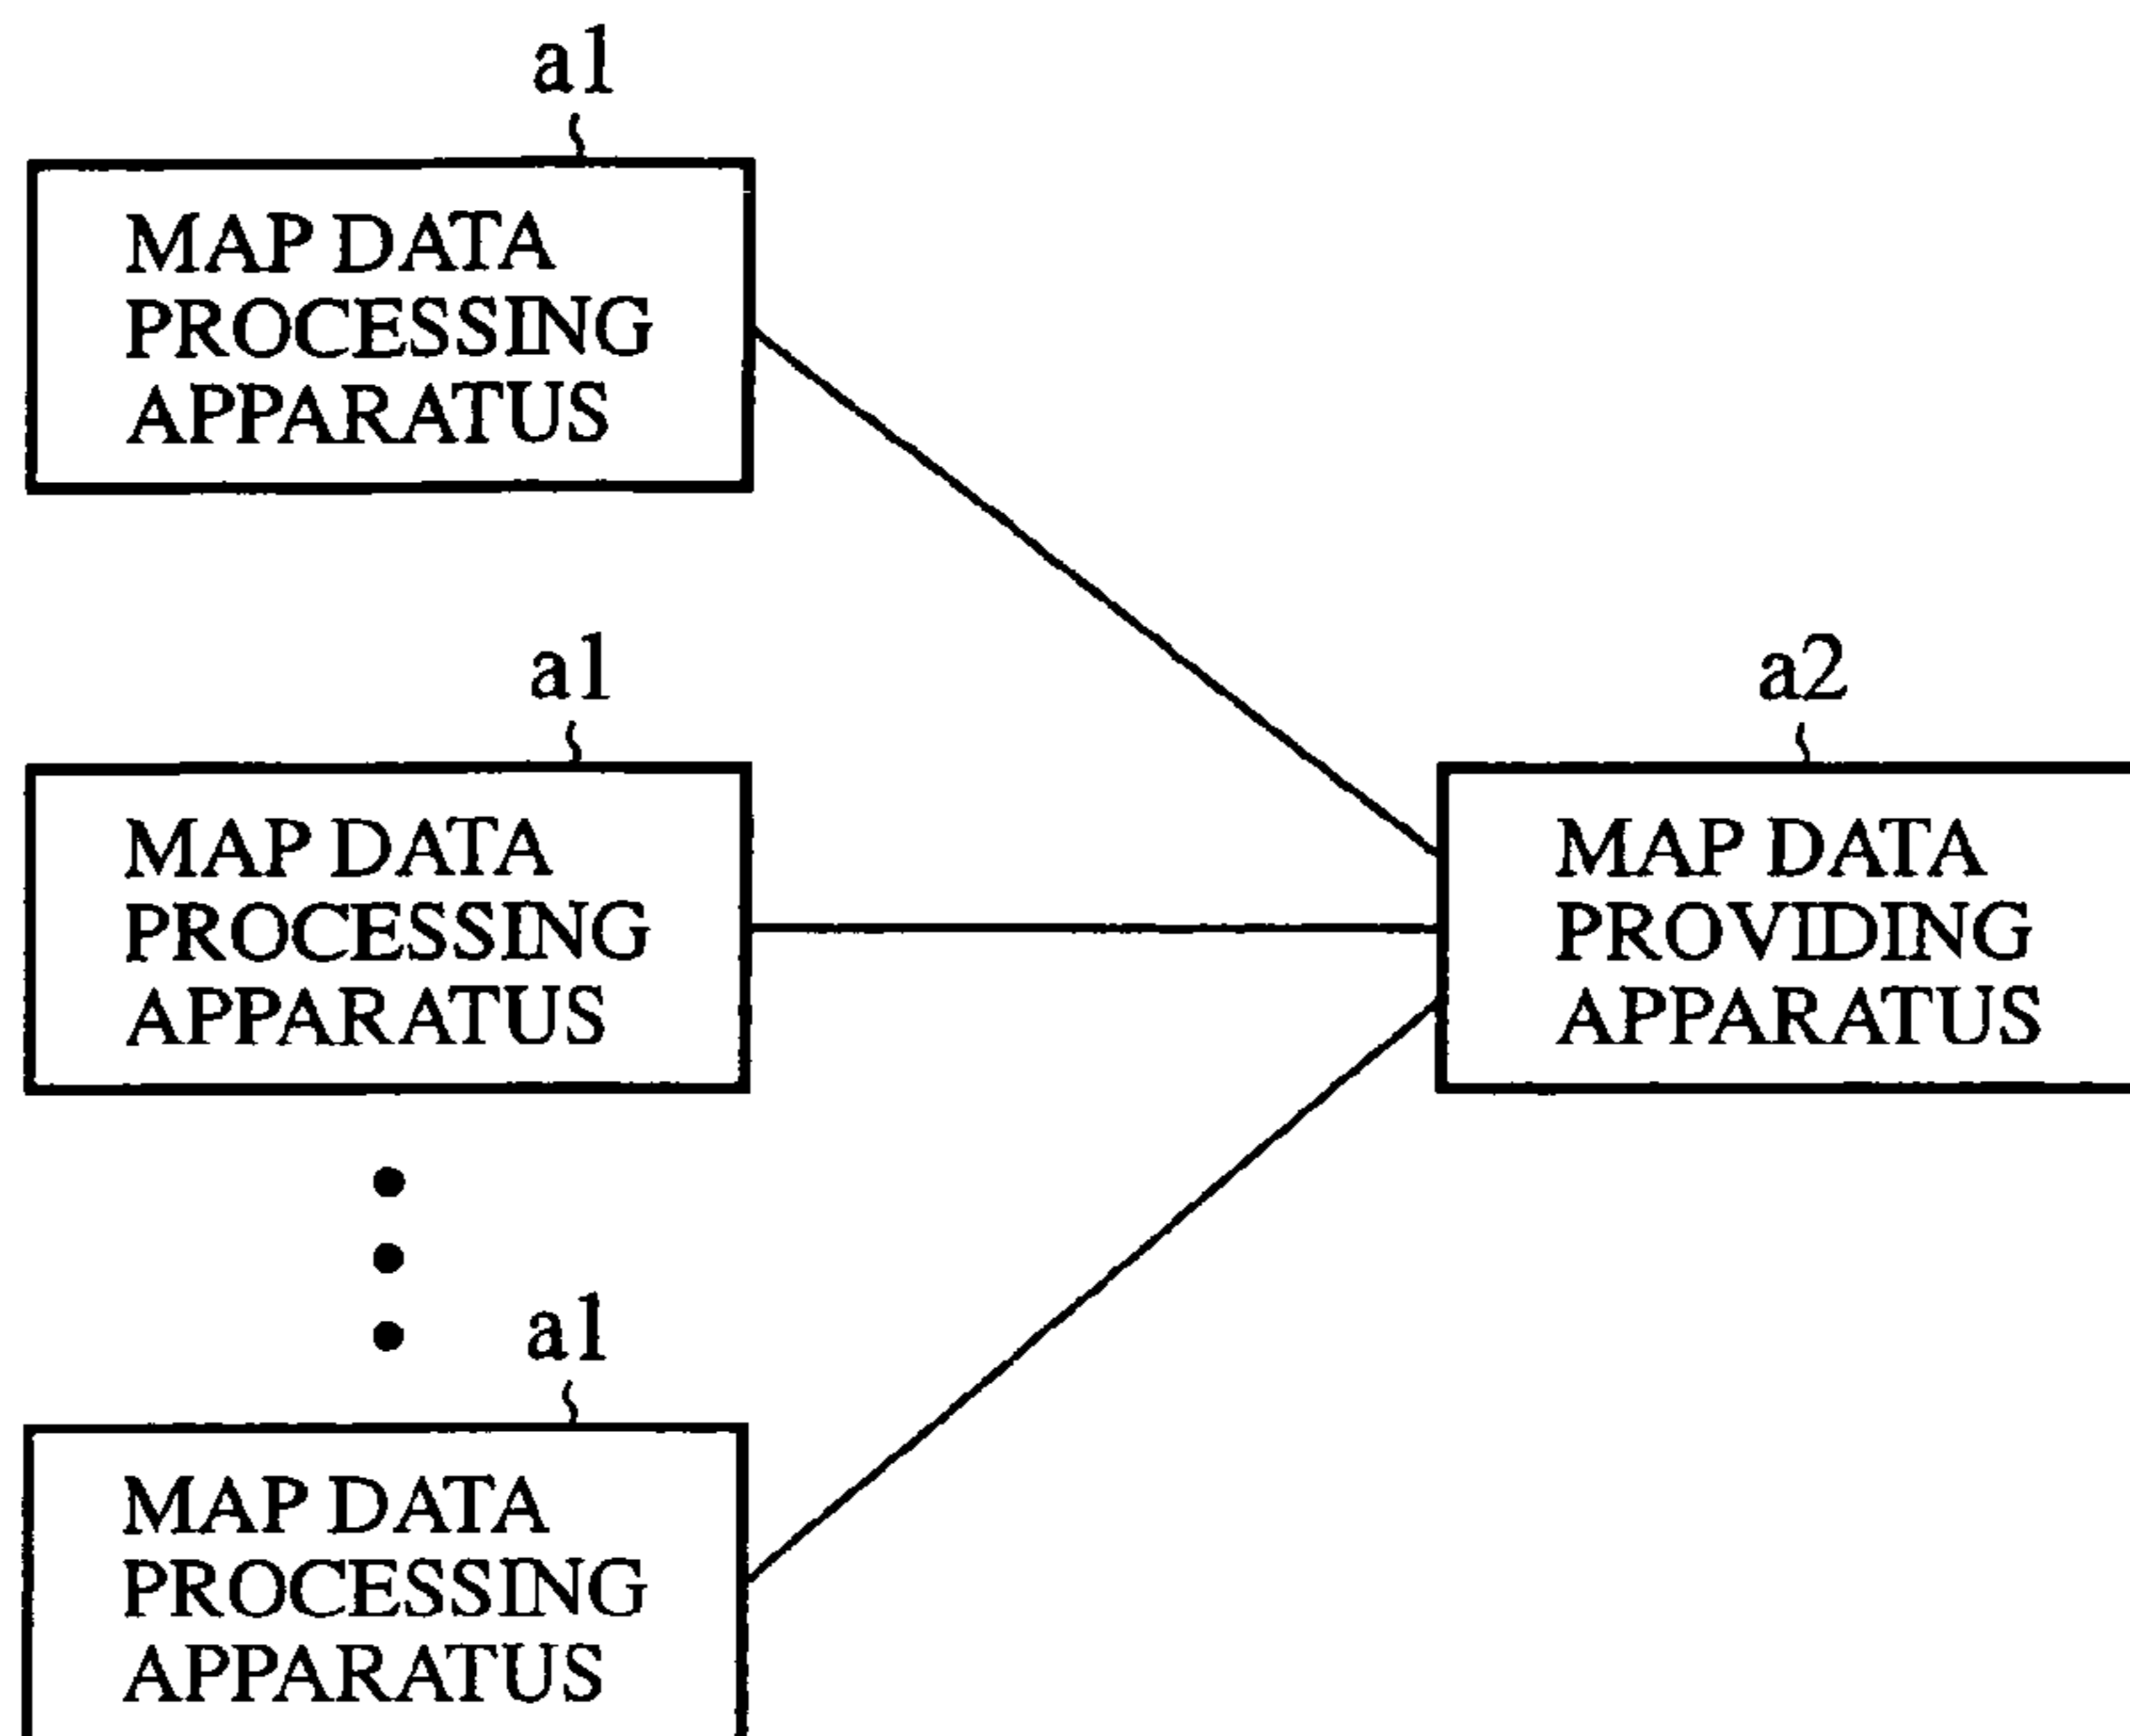 a1
MAP DATA
PROCESSING
APPARATUS
a1
MAP DATA
PROCESSING
APPARATUS
a2
MAP DATA
PROVIDING
APPARATUS
a1
MAP DATA
PROCESSING
APPARATUS